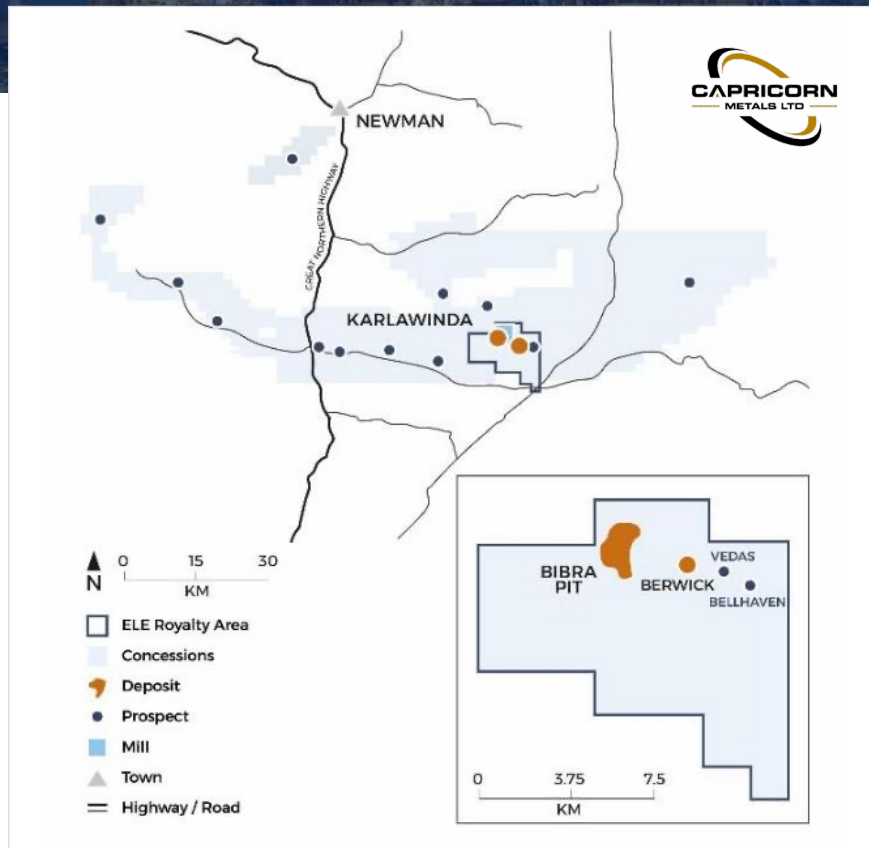 CAPRICORN
METALS LTD
NEWMAN
GREAT NORTHERN HIGHWAY
KARLAWINDA
N
0 15 30
KM
ELE Royalty Area
Concessions
Deposit
Prospect
Mill
Town
Highway / Road
BIBRA
PIT
BERWICK
VEDAS
BELLHAVEN
0 3.75 7.5
KM